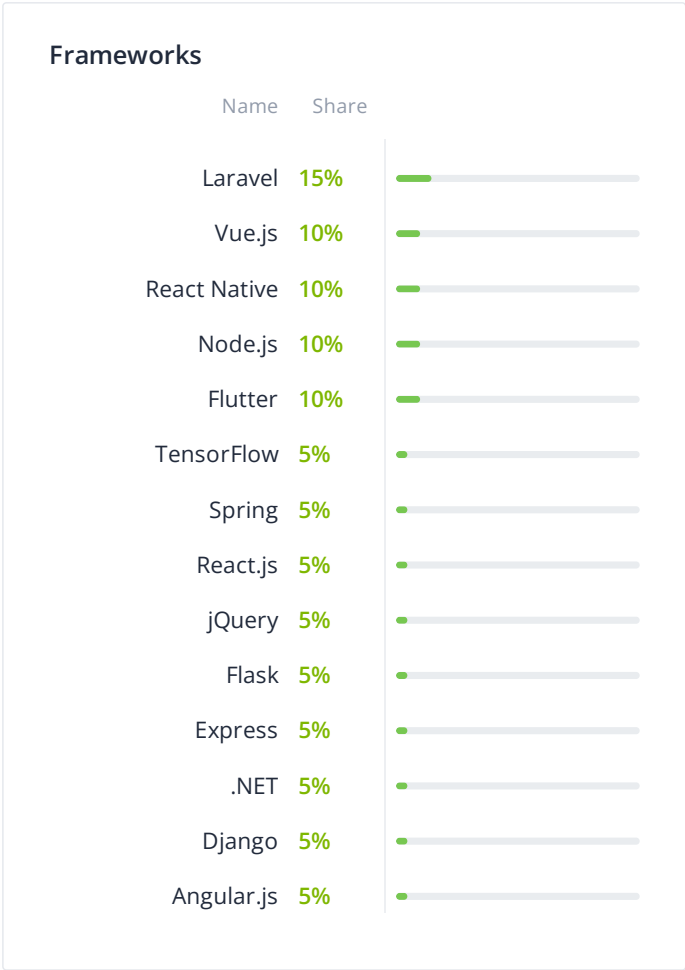 Frameworks
Name Share
Laravel 15%
Vue.js 10%
React Native 10%
Node.js 10%
Flutter 10%
TensorFlow 5%
Spring 5%
React.js 5%
jQuery 5%
Flask 5%
Express 5%
.NET 5%
Django 5%
Angular.js 5%